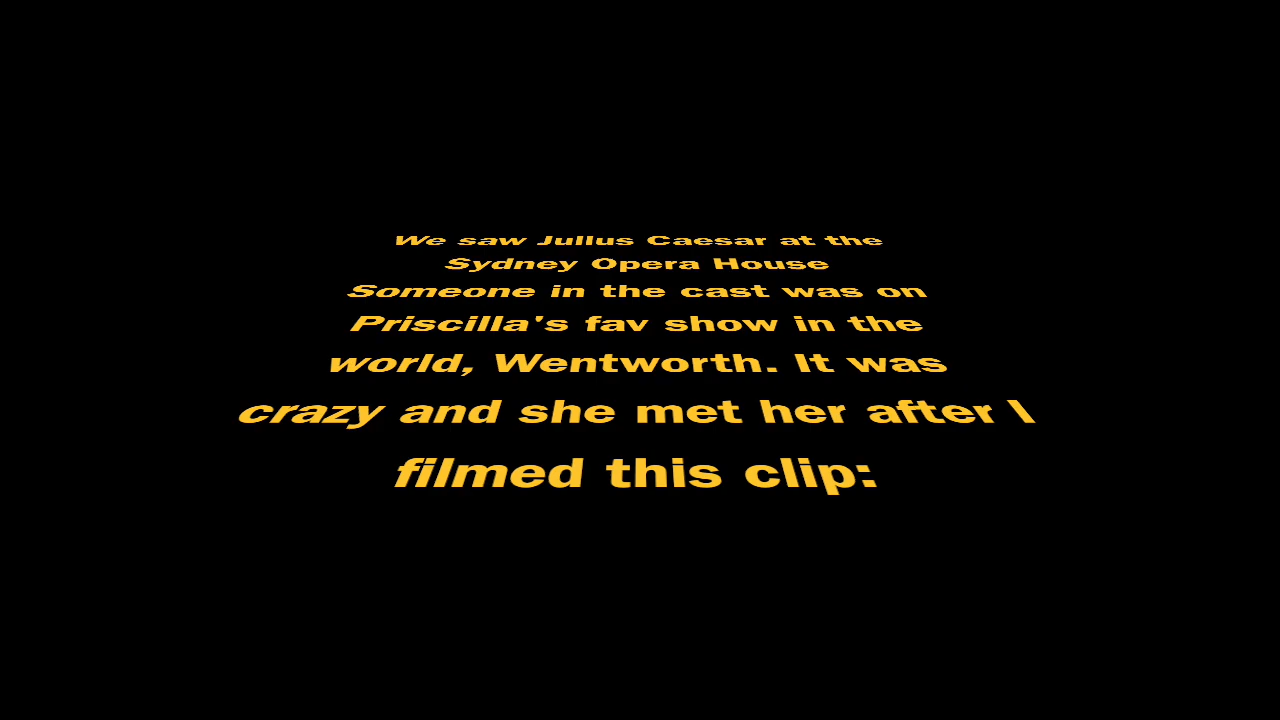 We saw Julius Caesar at the
Sydney Opera House
Someone in the cast was on
Priscilla's fav show in the
world, Wentworth. It was
crazy and she met her after I
filmed this clip: